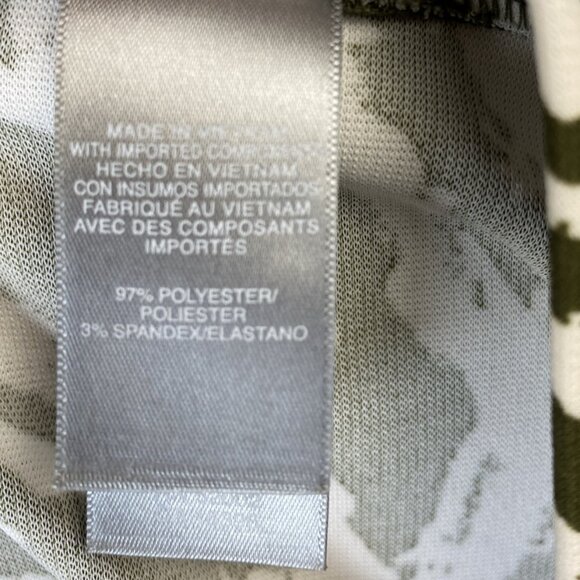 MADE IN VIETNAM
WITH IMPORTED COMPONENTS
HECHO EN VIETNAM
CON INSUMOS IMPORTADOS
FABRIQUÉ AU VIETNAM
AVEC DES COMPOSANTS
IMPORTÉS
97% POLYESTER/
POLIESTER
3% SPANDEX/ELASTANO